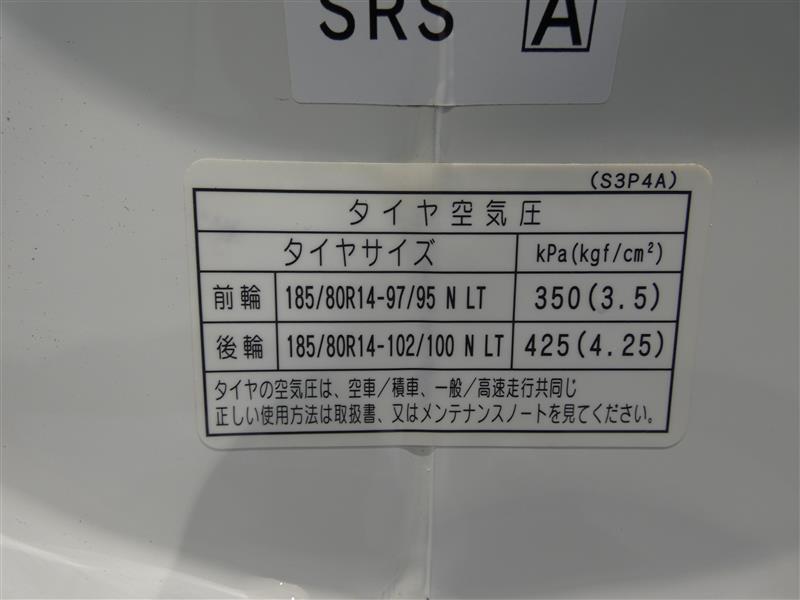 SRS A
(S3P4A)
タイヤ空気圧
タイヤサイズ kPa(kgf/cm²)
前輪 185/80R14-97/95 N LT 350(3.5)
後輪 185/80R14-102/100 N LT 425(4.25)
タイヤの空気圧は、空車/積車、一般/高速走行共同じ
正しい使用方法は取扱書、又はメンテナンスノートを見てください。